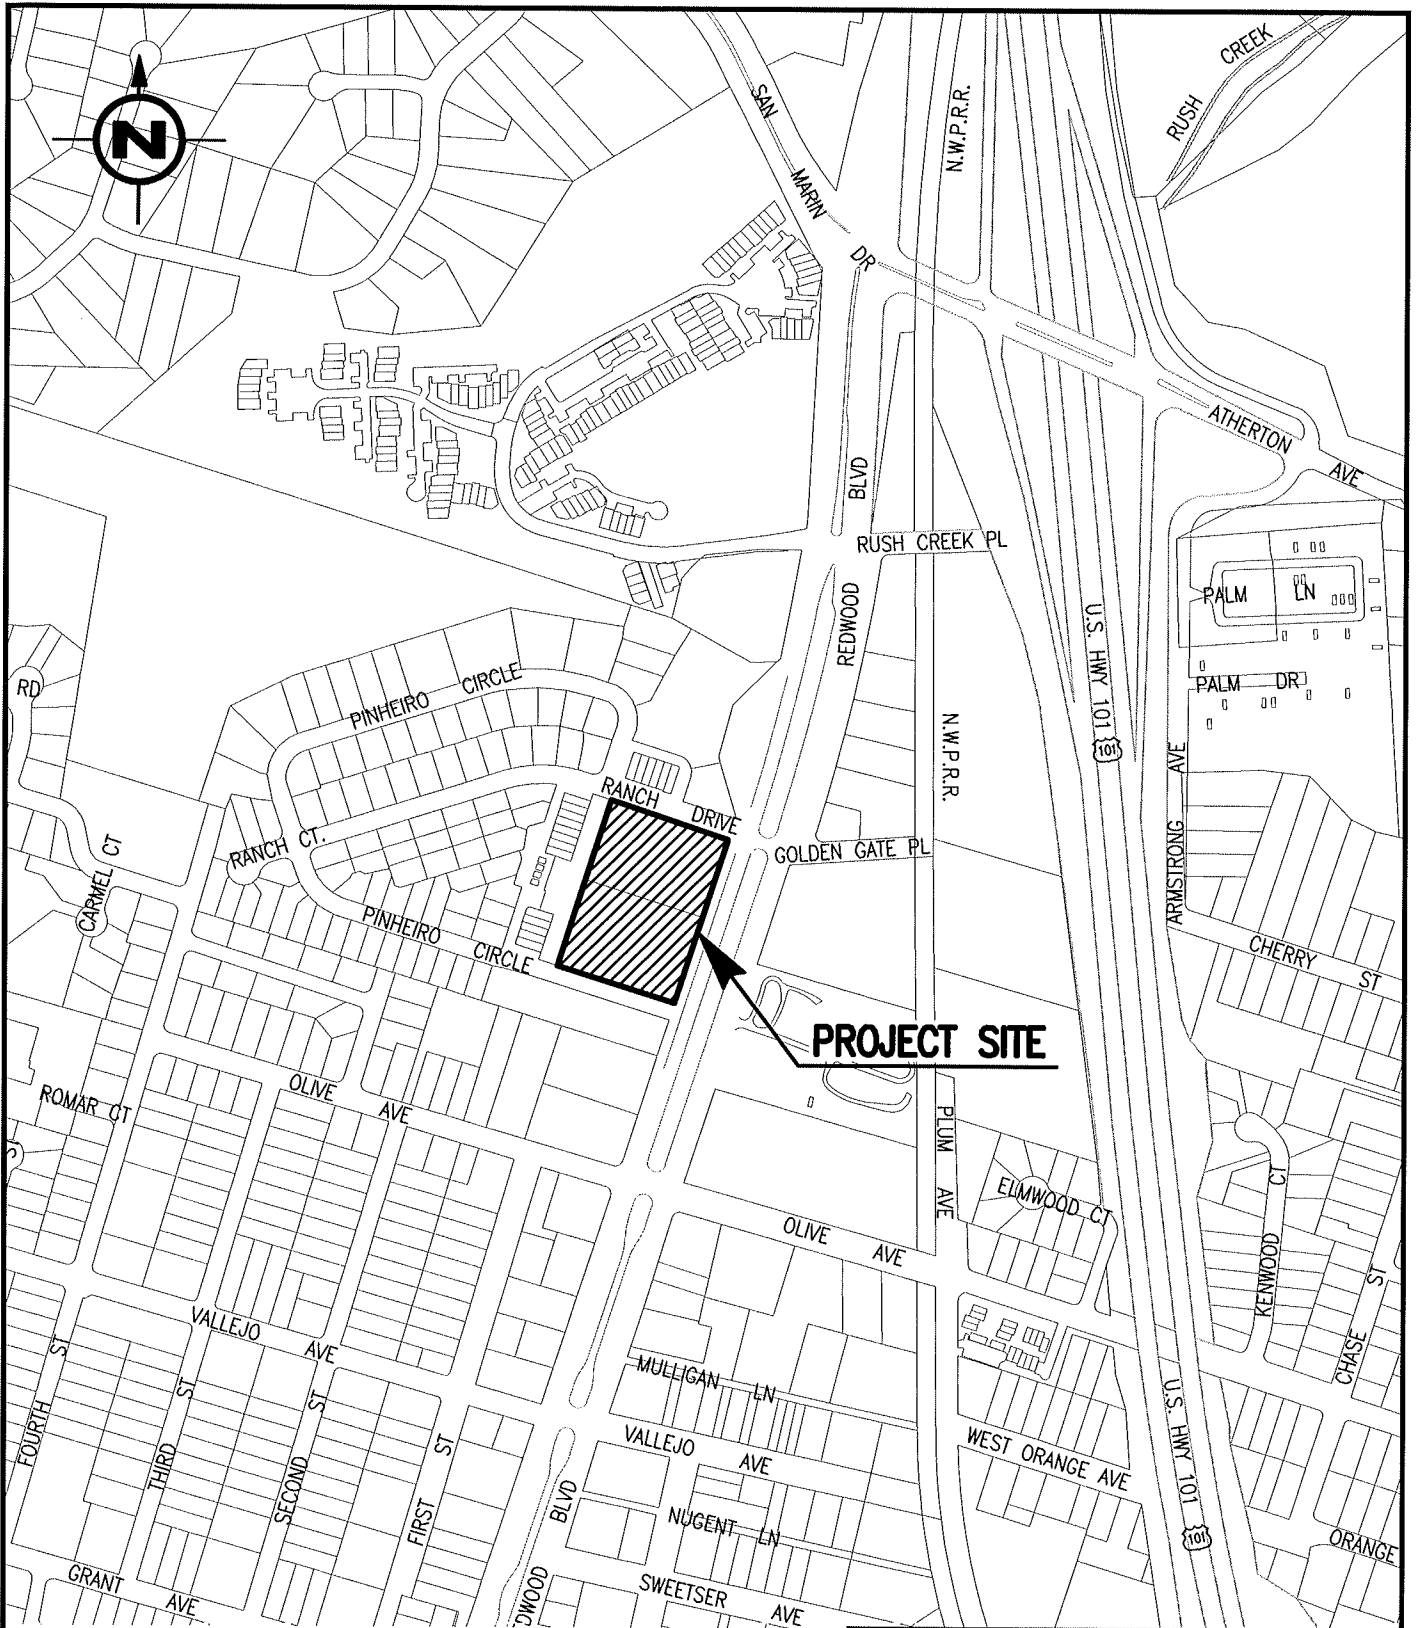 CREEK
RUSH
N
SAN
MARIN
DR
N.W.P.R.R.
ATHERTON
AVE
BLVD
RUSH CREEK PL
REDWOOD
PALM LN
PALM DR
U.S. HWY 101
101
RD
PINHEIRO CIRCLE
N.W.P.R.R.
ARMSTRONG AVE
RANCH
DRIVE
RANCH CT.
GOLDEN GATE PL
CARMEL CT
PINHEIRO
CIRCLE
CHERRY
ST
PROJECT SITE
OLIVE
AVE
ROMAR CT
PLUM
AVE
ELMWOOD CT
OLIVE
AVE
KENWOOD CT
CHASE ST
VALLEJO
AVE
MULLIGAN LN
FOURTH ST
THIRD ST
SECOND ST
FIRST ST
VALLEJO
AVE
WEST ORANGE AVE
U.S. HWY 101
101
BLVD
NUGENT LN
ORANGE
GRANT
AVE
DWOOD
SWEETSER
AVE